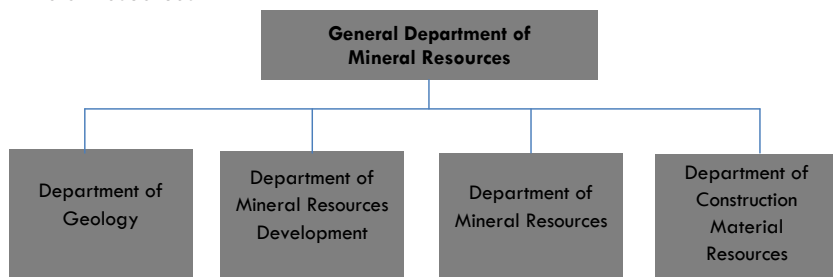 General Department of
Mineral Resources
Department of
Geology
Department of
Mineral Resources
Development
Department of
Mineral Resources
Department of
Construction
Material
Resources